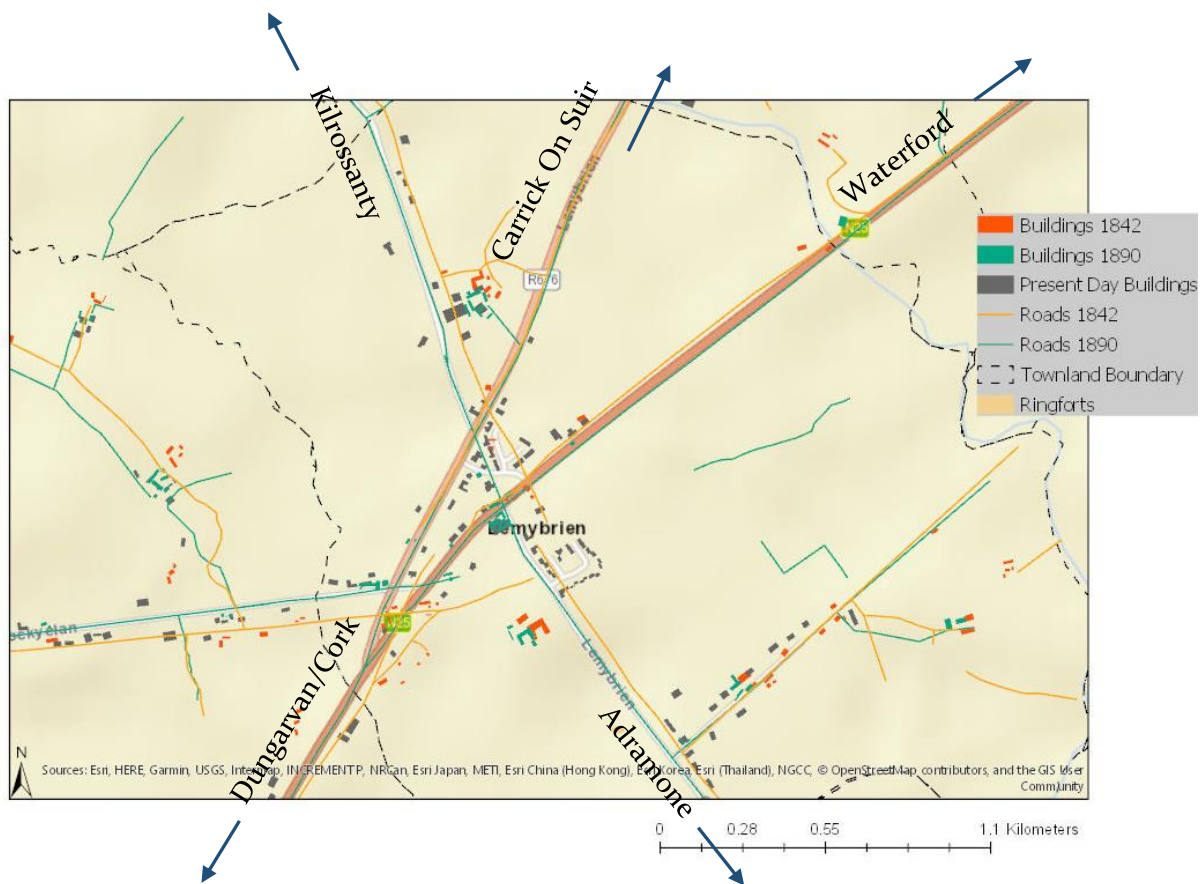 Kilrossanty
Carrick On Suir
Waterford
Lemybrien
R676
N25
Buildings 1842
Buildings 1890
Present Day Buildings
Roads 1842
Roads 1890
Townland Boundary
Ringforts
Lemybrien
N25
Lemybrien
Dungarvan/Cork
Adramone
N
Sources: Esri, HERE, Garmin, USGS, Intermap, INCREMENT P, NRCan, Esri Japan, METI, Esri China (Hong Kong), Esri Korea, Esri (Thailand), NGCC, © OpenStreetMap contributors, and the GIS User
Community
0 0.28 0.55 1.1 Kilometers